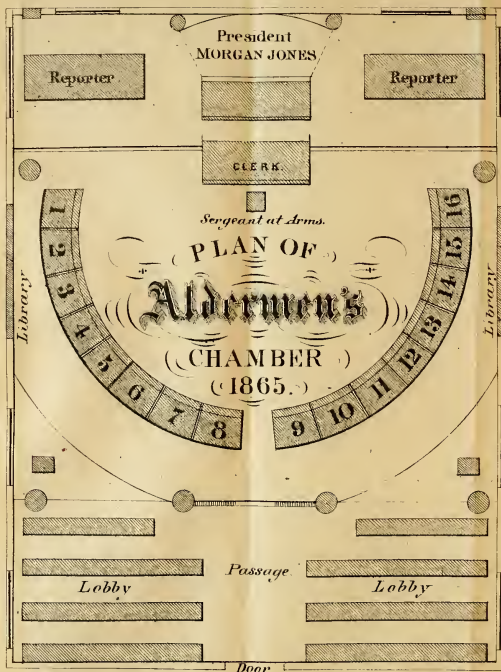 President
MORGAN JONES
Reporter
Reporter
CLERK.
Sergeant at Arms.
PLAN OF
Aldermen's
CHAMBER
1865.
1
2
3
4
5
6
7
8
9
10
11
12
13
14
15
16
Library
Library
Passage
Lobby
Lobby
Door